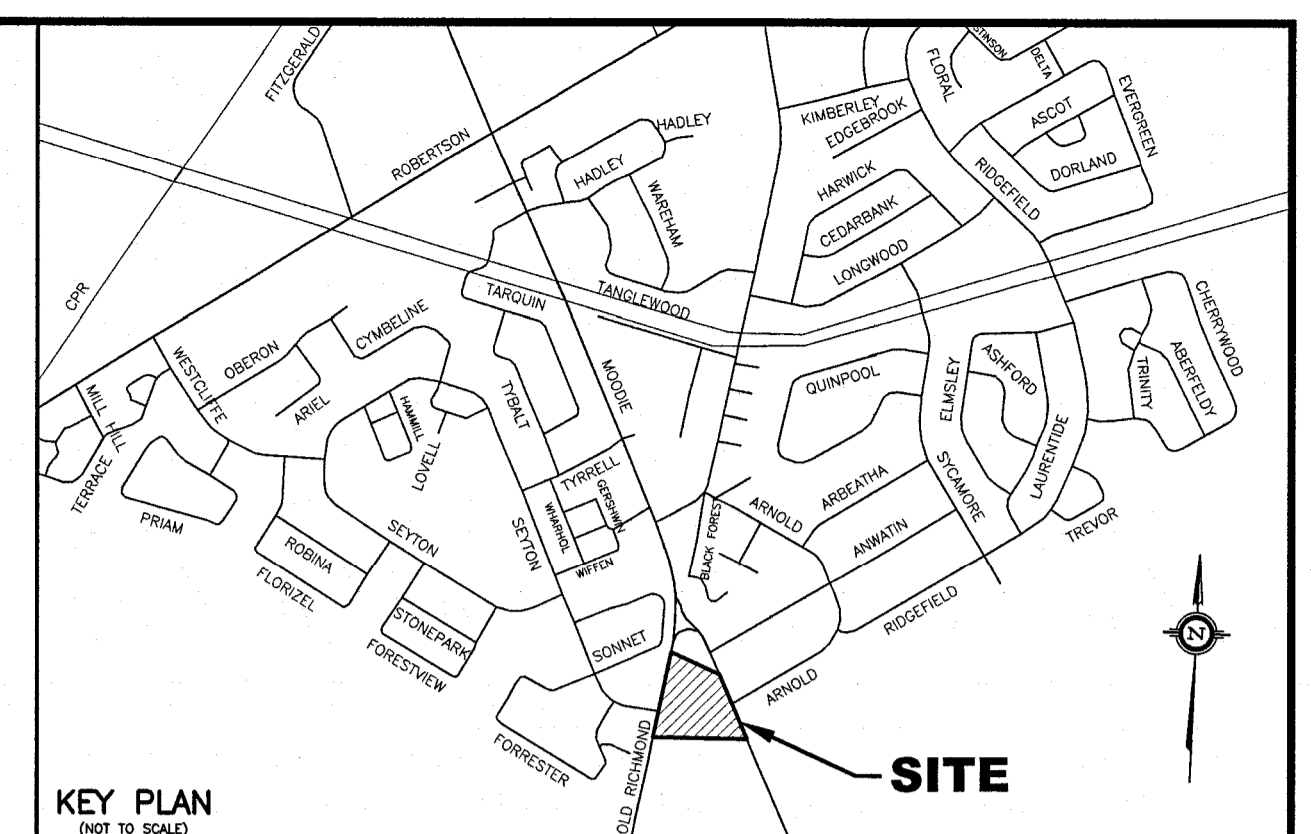 FITZGERALD
STINSON
DELTA
FLORAL
EVERGREEN
KIMBERLEY
EDGEBROOK
ASCOT
HADLEY
ROBERTSON
HADLEY
DORLAND
HARWICK
RIDGEFIELD
WAREHAM
CEDARBANK
LONGWOOD
CPR
TARQUIN
TANGLEWOOD
CHERRYWOOD
CYMBELINE
OBERON
WESTCLIFFE
MOODIE
ASHFORD
ABERFELDY
TRINITY
QUINPOOL
ELMSLEY
TYBALT
ARIEL
HAMMILL
MILL HILL
LOVELL
TERRACE
LAURENTIDE
TYRRELL
GERSHWIN
ARBEATHA
SYCAMORE
PRIAM
WHARHOL
ARNOLD
SEYTON
SEYTON
BLACK FORES
ANWATIN
TREVOR
ROBINA
WIFFEN
FLORIZEL
RIDGEFIELD
STONEPARK
SONNET
N
FORESTVIEW
ARNOLD
FORRESTER
OLD RICHMOND
SITE
KEY PLAN
(NOT TO SCALE)